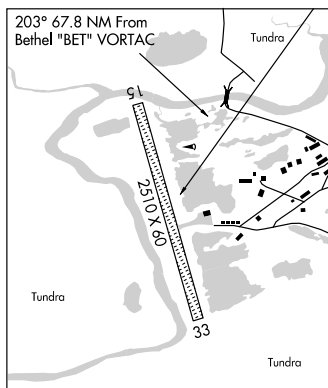 203° 67.8 NM From
Bethel "BET" VORTAC
Tundra
15
2510 X 60
Tundra
33
Tundra